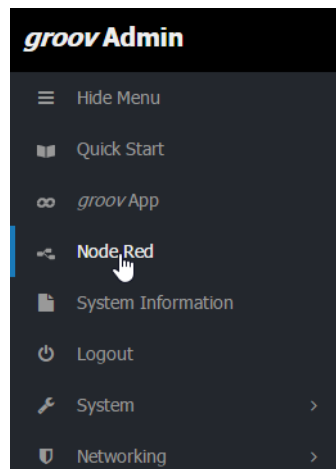 groov Admin
Hide Menu
Quick Start
groov App
Node Red
System Information
Logout
System
Networking